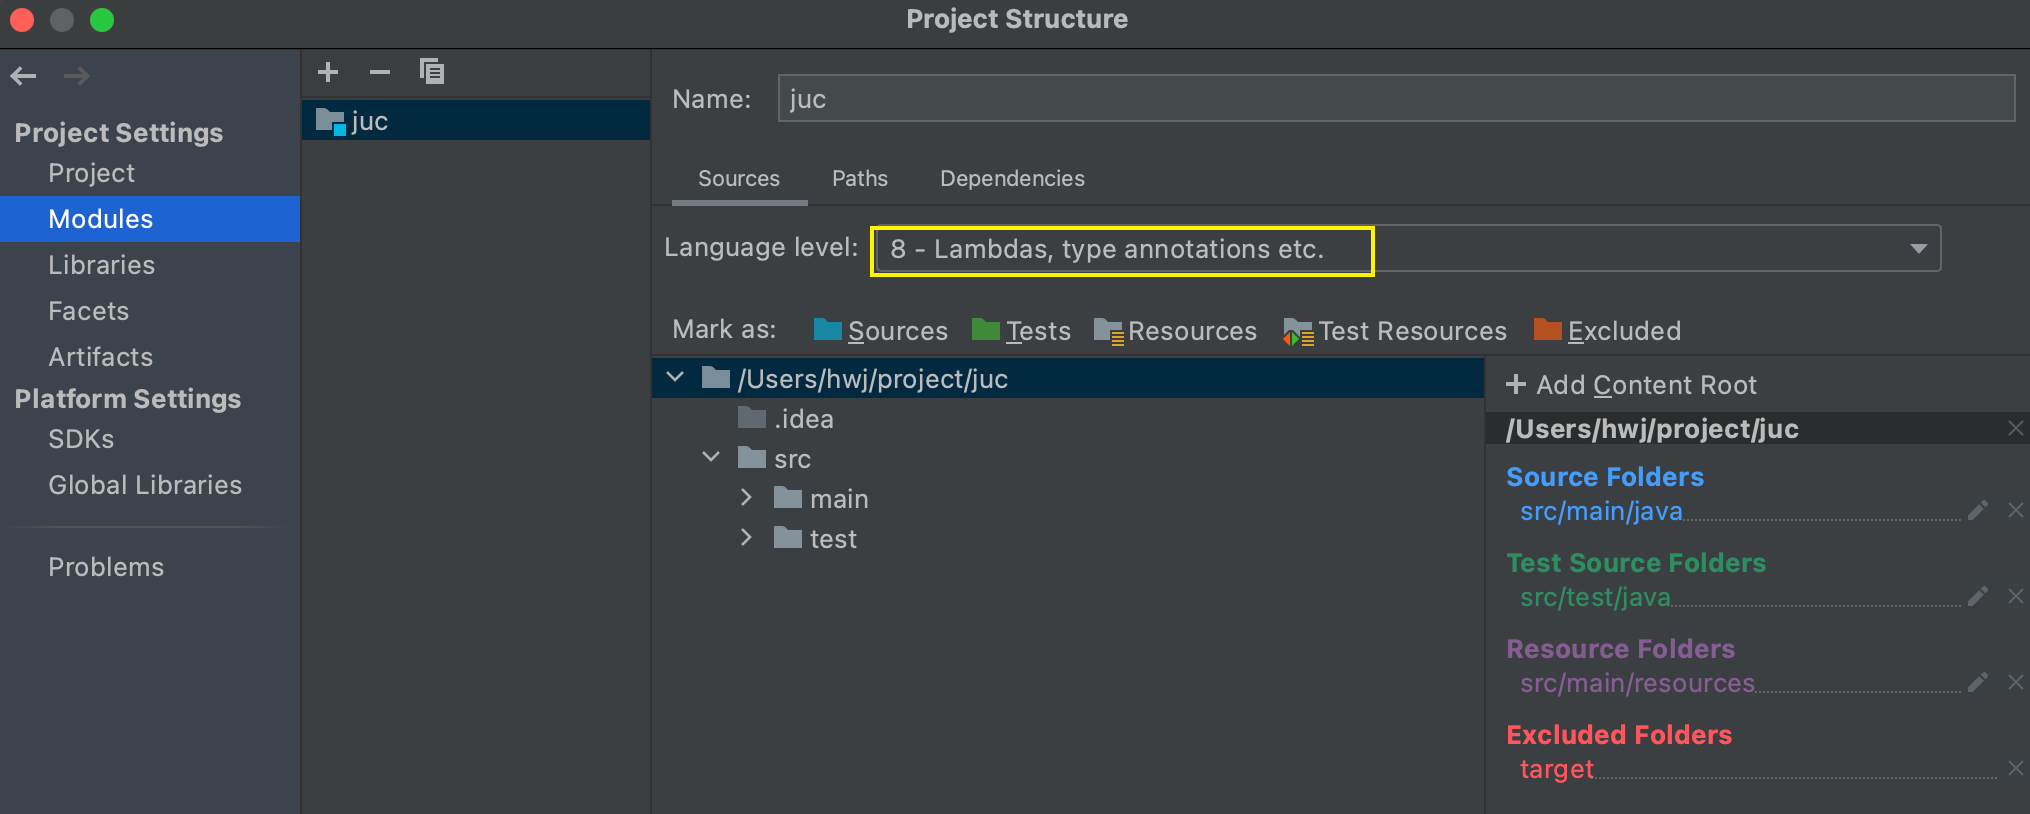 Project Structure
Project Settings
Project
Modules
Libraries
Facets
Artifacts
Platform Settings
SDKs
Global Libraries
Problems
juc
Name: juc
Sources Paths Dependencies
Language level: 8 - Lambdas, type annotations etc.
Mark as: Sources Tests Resources Test Resources Excluded
/Users/hwj/project/juc
.idea
src
main
test
Add Content Root
/Users/hwj/project/juc
Source Folders
src/main/java
Test Source Folders
src/test/java
Resource Folders
src/main/resources
Excluded Folders
target